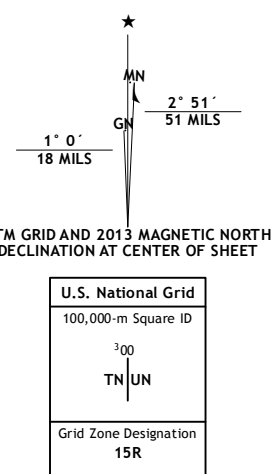 ★
MN
2° 51´
51 MILS
GN
1° 0´
18 MILS
TM GRID AND 2013 MAGNETIC NORTH
DECLINATION AT CENTER OF SHEET
U.S. National Grid
100,000-m Square ID
³00
TN UN
Grid Zone Designation
15R